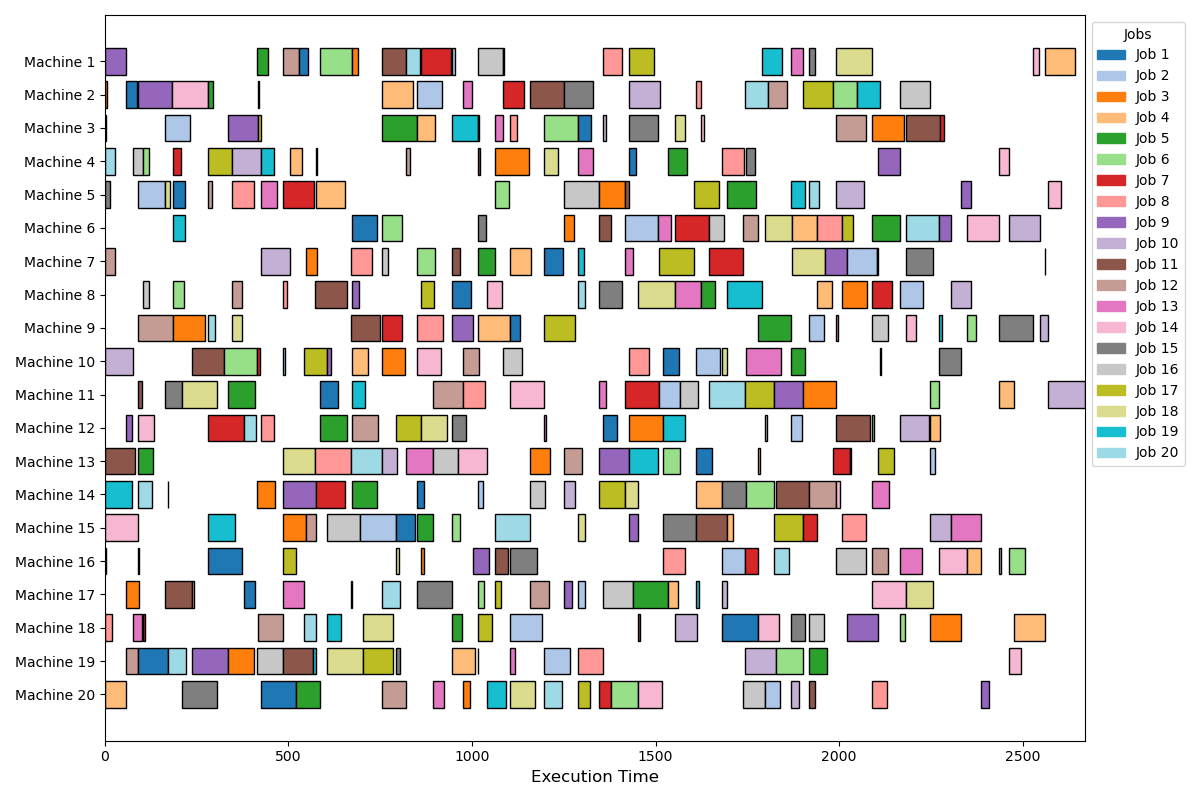 Machine 1
Machine 2
Machine 3
Machine 4
Machine 5
Machine 6
Machine 7
Machine 8
Machine 9
Machine 10
Machine 11
Machine 12
Machine 13
Machine 14
Machine 15
Machine 16
Machine 17
Machine 18
Machine 19
Machine 20
0 500 1000 1500 2000 2500
Execution Time
Jobs
Job 1
Job 2
Job 3
Job 4
Job 5
Job 6
Job 7
Job 8
Job 9
Job 10
Job 11
Job 12
Job 13
Job 14
Job 15
Job 16
Job 17
Job 18
Job 19
Job 20